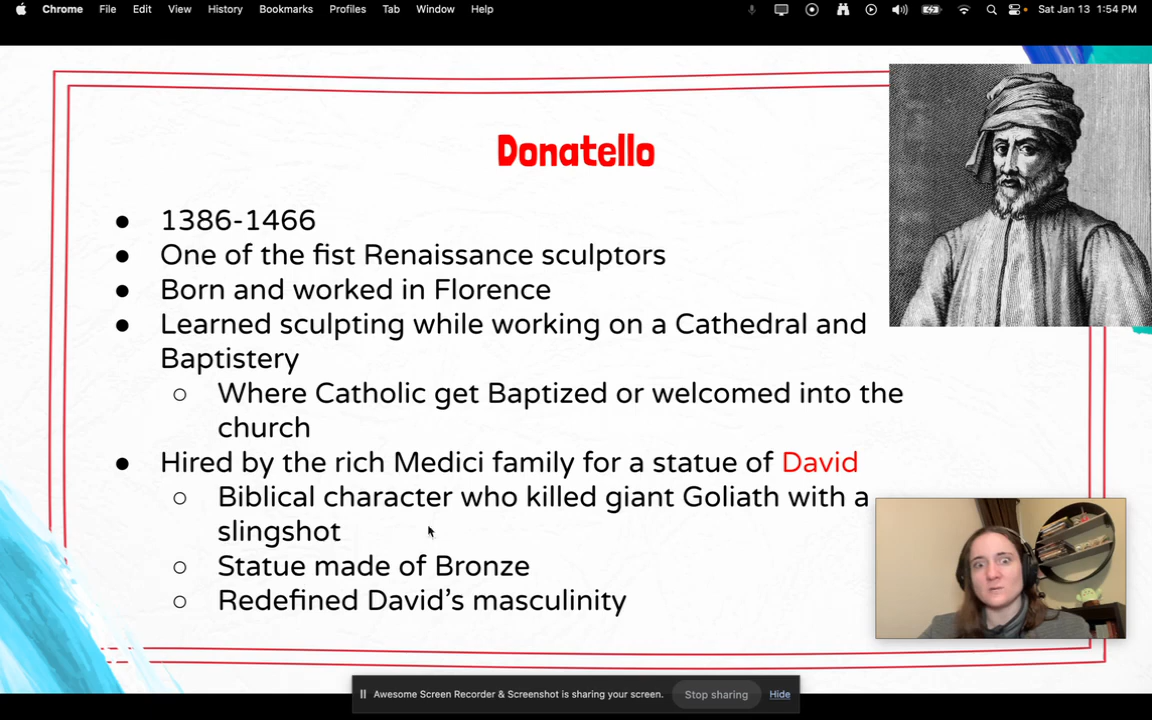 Chrome File Edit View History Bookmarks Profiles Tab Window Help Sat Jan 13 1:54 PM
Donatello
● 1386-1466
● One of the fist Renaissance sculptors
● Born and worked in Florence
● Learned sculpting while working on a Cathedral and
Baptistery
○ Where Catholic get Baptized or welcomed into the
church
● Hired by the rich Medici family for a statue of David
○ Biblical character who killed giant Goliath with a
slingshot
○ Statue made of Bronze
○ Redefined David's masculinity
Awesome Screen Recorder & Screenshot is sharing your screen. Stop sharing Hide